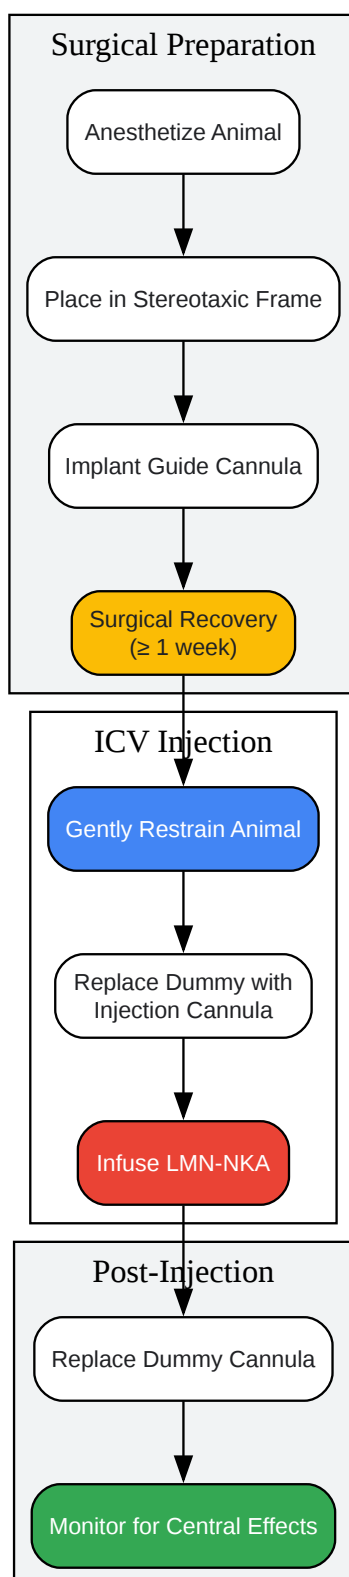 Surgical Preparation
Anesthetize Animal
Place in Stereotaxic Frame
Implant Guide Cannula
Surgical Recovery
(≥ 1 week)
ICV Injection
Gently Restrain Animal
Replace Dummy with
Injection Cannula
Infuse LMN-NKA
Post-Injection
Replace Dummy Cannula
Monitor for Central Effects